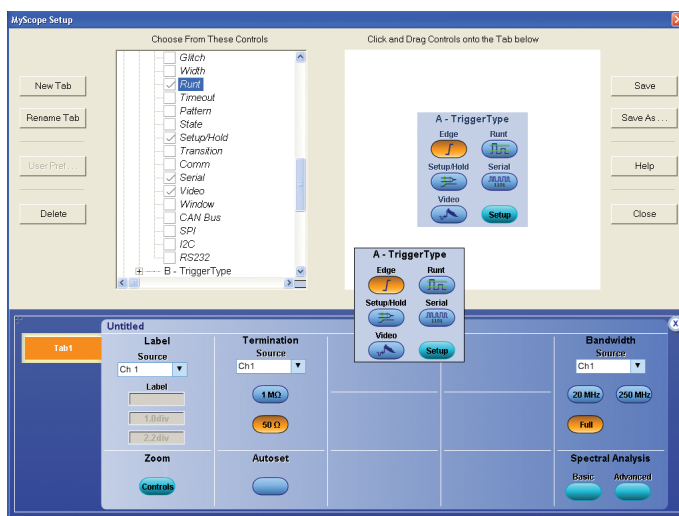 MyScope Setup
X
Choose From These Controls
Click and Drag Controls onto the Tab below
New Tab
Rename Tab
User Pref...
Delete
Glitch
Width
Runt
Timeout
Pattern
State
Setup/Hold
Transition
Comm
Serial
Video
Window
CAN Bus
SPI
I2C
RS232
B - TriggerType
A - TriggerType
Edge
Runt
Setup/Hold
Serial
1101
Video
Setup
Save
Save As ...
Help
Close
A - TriggerType
Edge
Runt
Setup/Hold
Serial
1101
Video
Setup
X
Tab1
Untitled
Label
Source
Ch 1
Label
1.0div
2.2div
Zoom
Controls
Termination
Source
Ch1
1 MΩ
50 Ω
Autoset
Bandwidth
Source
Ch1
20 MHz
250 MHz
Full
Spectral Analysis
Basic
Advanced